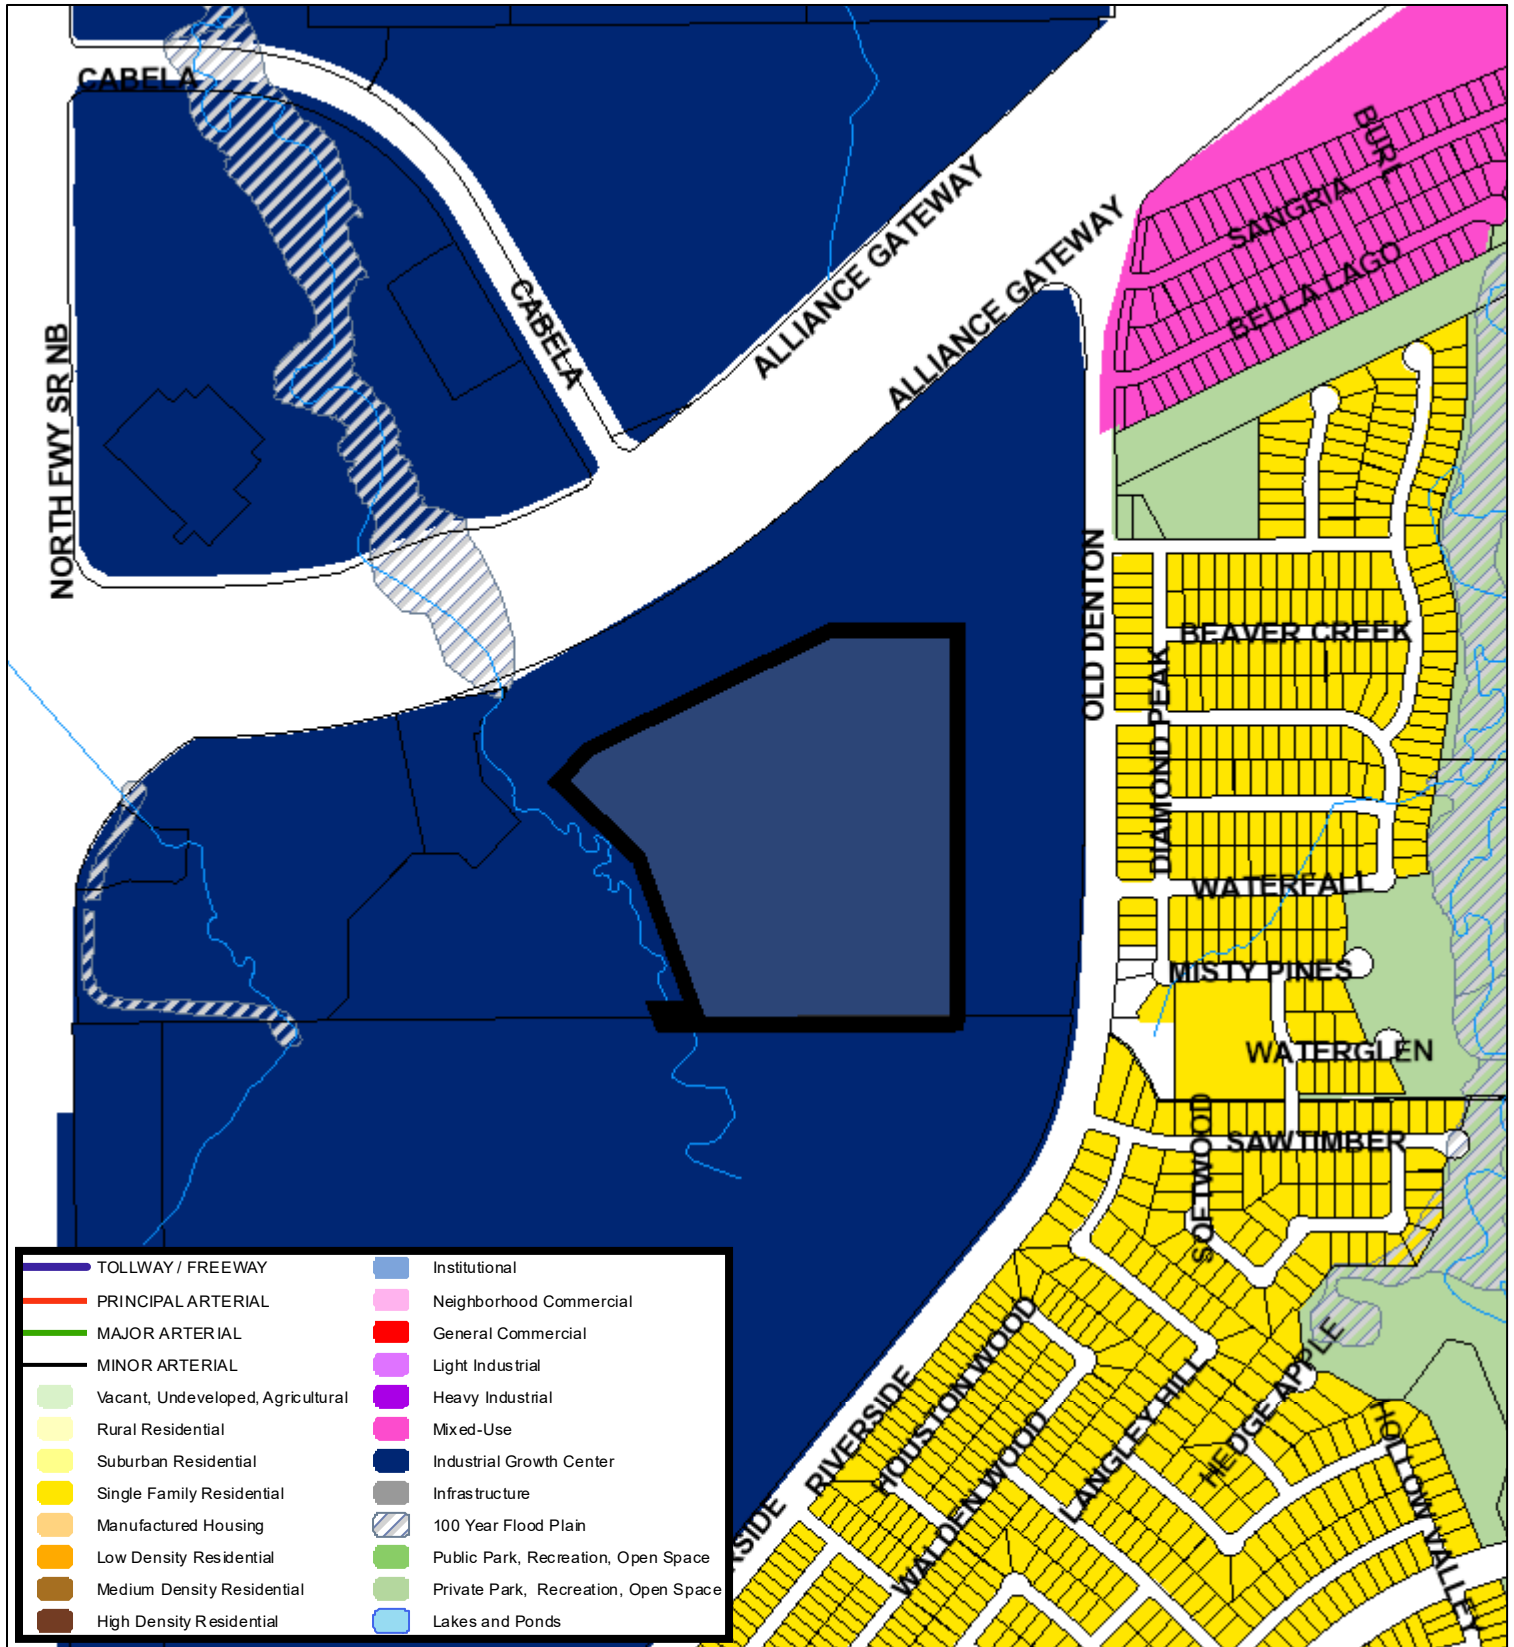 CABELA
BURL
SANGRIA
ALLIANCE GATEWAY
ALLIANCE GATEWAY
BELLA LAGO
CABELA
NORTH FWY SR NB
OLD DENTON
BEAVER CREEK
DIAMOND PEAK
WATERFALL
MISTY PINES
WATERGLEN
SOFTWOOD
SAWTIMBER
HOUSTON WOOD
HEDGE APPLE
LANGLEY HILL
RIVERSIDE
WALDEN WOOD
HOLLOW VALLEY
RSIDE
TOLLWAY / FREEWAY
PRINCIPAL ARTERIAL
MAJOR ARTERIAL
MINOR ARTERIAL
Vacant, Undeveloped, Agricultural
Rural Residential
Suburban Residential
Single Family Residential
Manufactured Housing
Low Density Residential
Medium Density Residential
High Density Residential
Institutional
Neighborhood Commercial
General Commercial
Light Industrial
Heavy Industrial
Mixed-Use
Industrial Growth Center
Infrastructure
100 Year Flood Plain
Public Park, Recreation, Open Space
Private Park, Recreation, Open Space
Lakes and Ponds